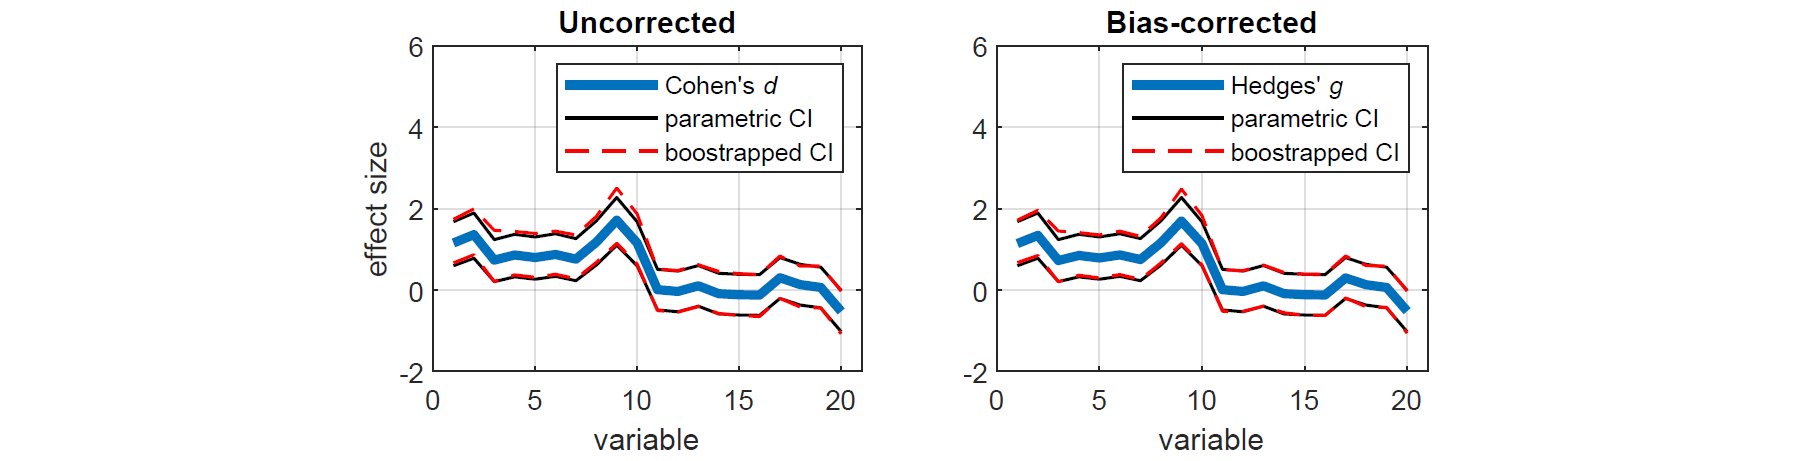 Uncorrected
effect size
6
4
2
0
-2
Cohen's d
parametric CI
boostrapped CI
0 5 10 15 20
variable
Bias-corrected
6
4
2
0
-2
Hedges' g
parametric CI
boostrapped CI
0 5 10 15 20
variable